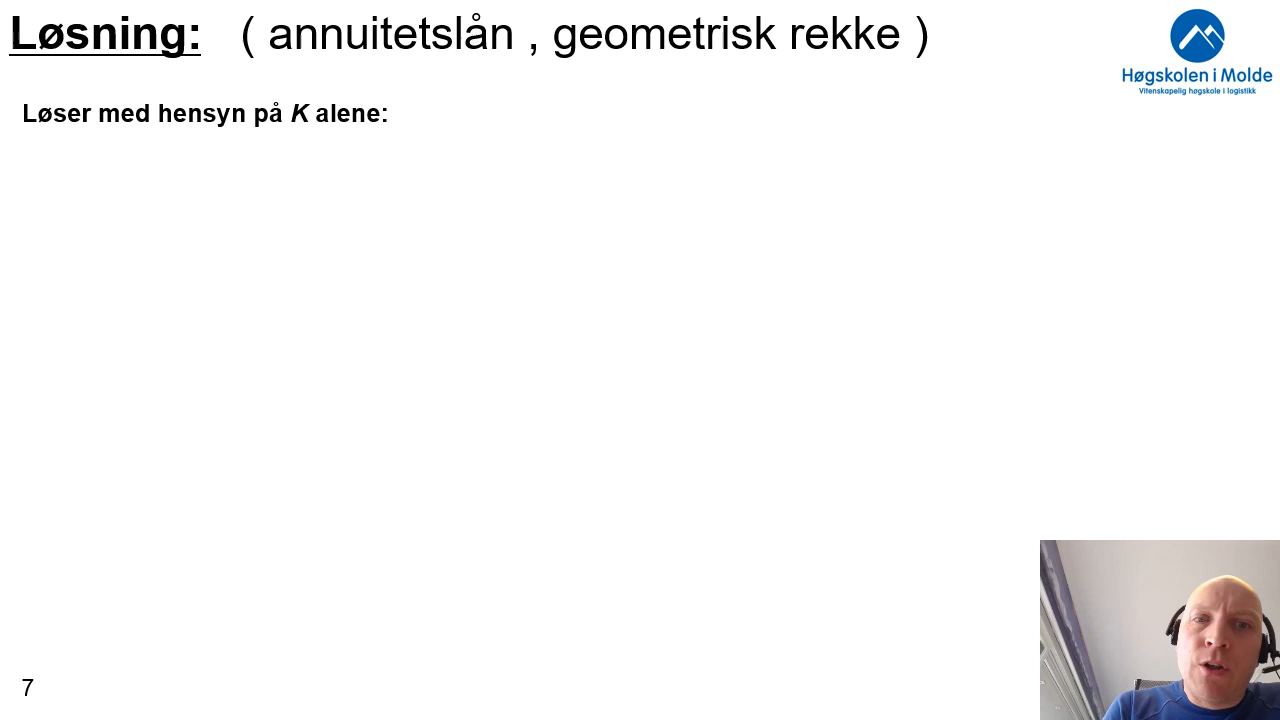 Løsning: ( annuitetslån , geometrisk rekke )
Høgskolen i Molde
Vitenskapelig høgskole i logistikk
Løser med hensyn på K alene:
7